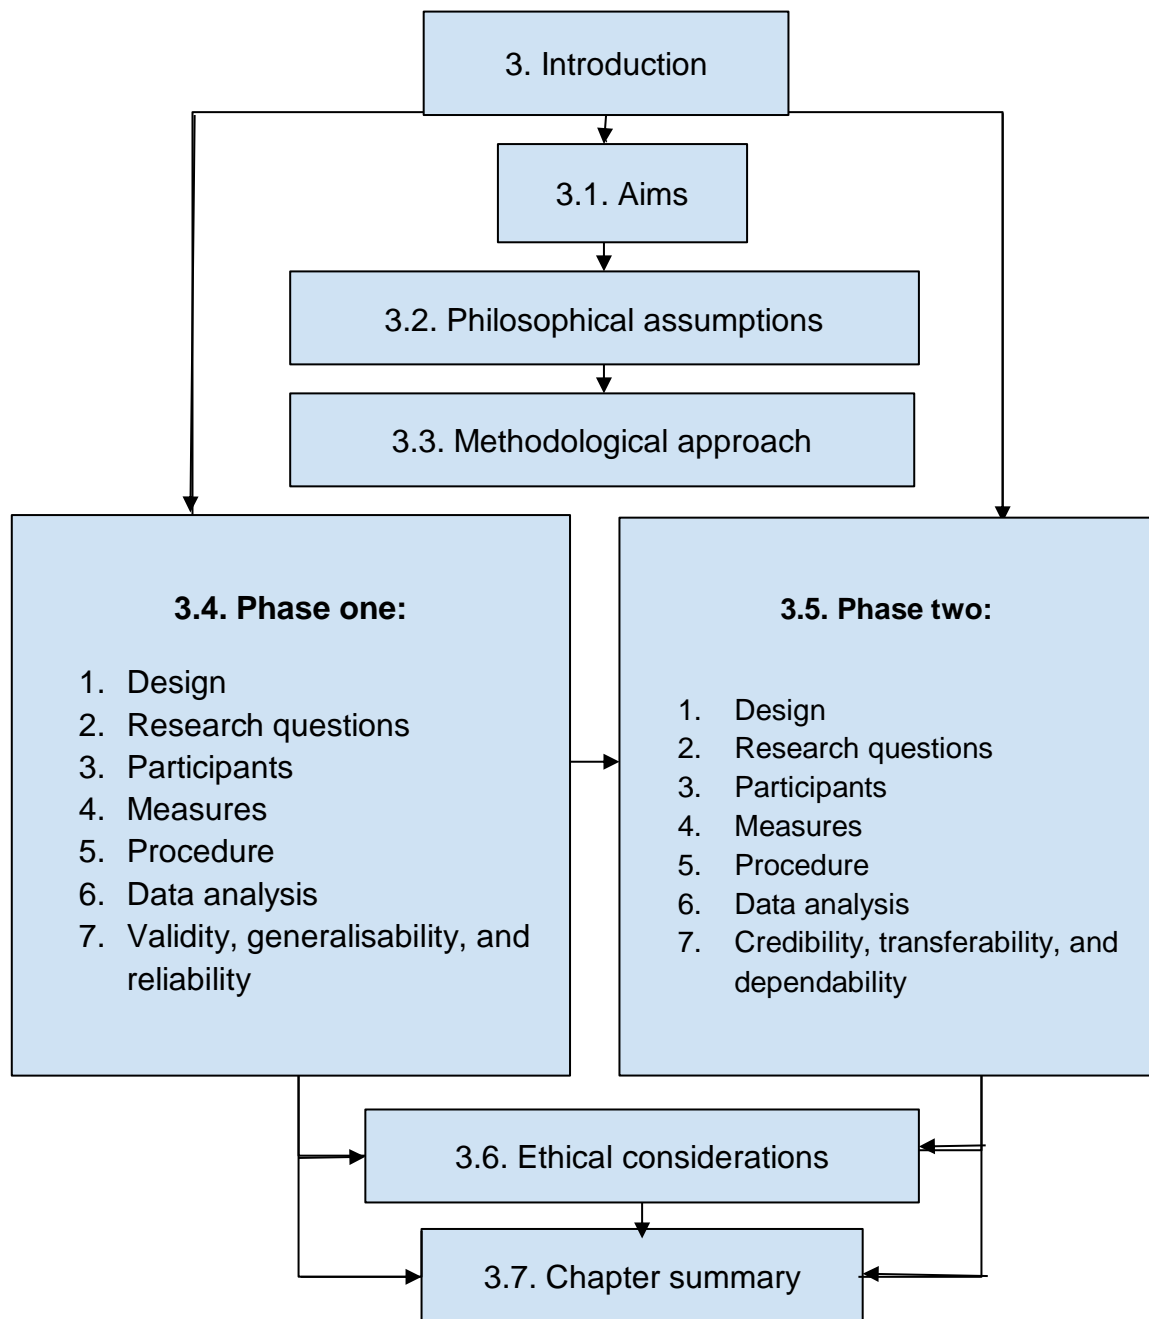 3. Introduction
3.1. Aims
3.2. Philosophical assumptions
3.3. Methodological approach
3.4. Phase one:
1. Design
2. Research questions
3. Participants
4. Measures
5. Procedure
6. Data analysis
7. Validity, generalisability, and
reliability
3.5. Phase two:
1. Design
2. Research questions
3. Participants
4. Measures
5. Procedure
6. Data analysis
7. Credibility, transferability, and
dependability
3.6. Ethical considerations
3.7. Chapter summary